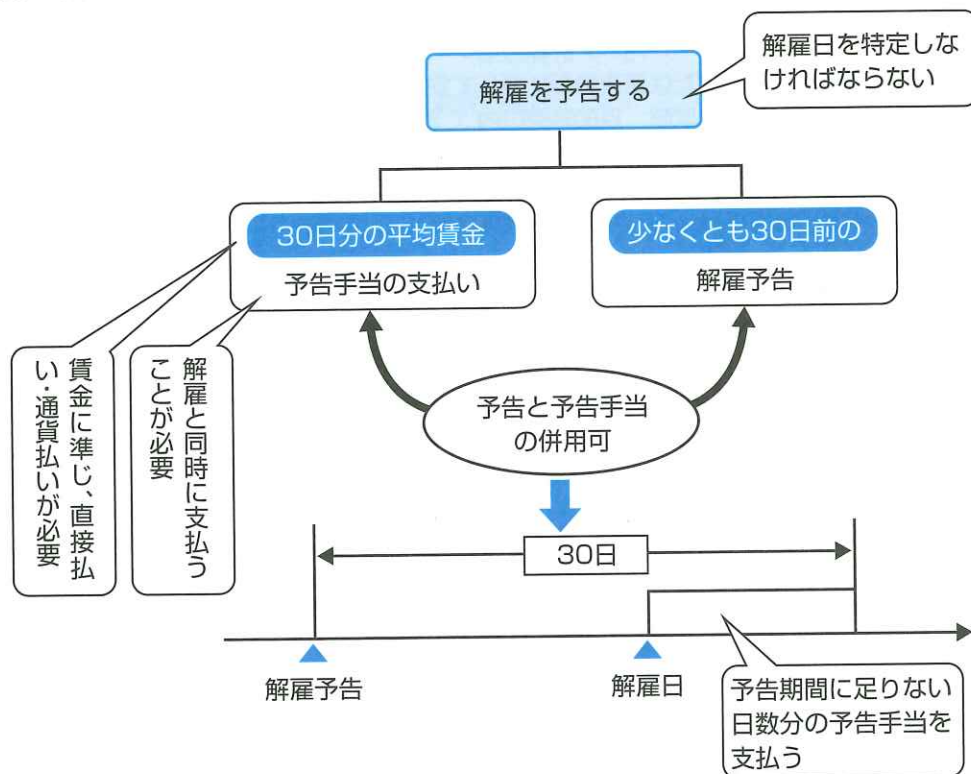 解雇を予告する
解雇日を特定しな
ければならない
30日分の平均賃金
予告手当の支払い
少なくとも30日前の
解雇予告
賃金に準じ、直接払
い・通貨払いが必要
解雇と同時に支払う
ことが必要
予告と予告手当
の併用可
30日
解雇予告
解雇日
予告期間に足りない
日数分の予告手当を
支払う